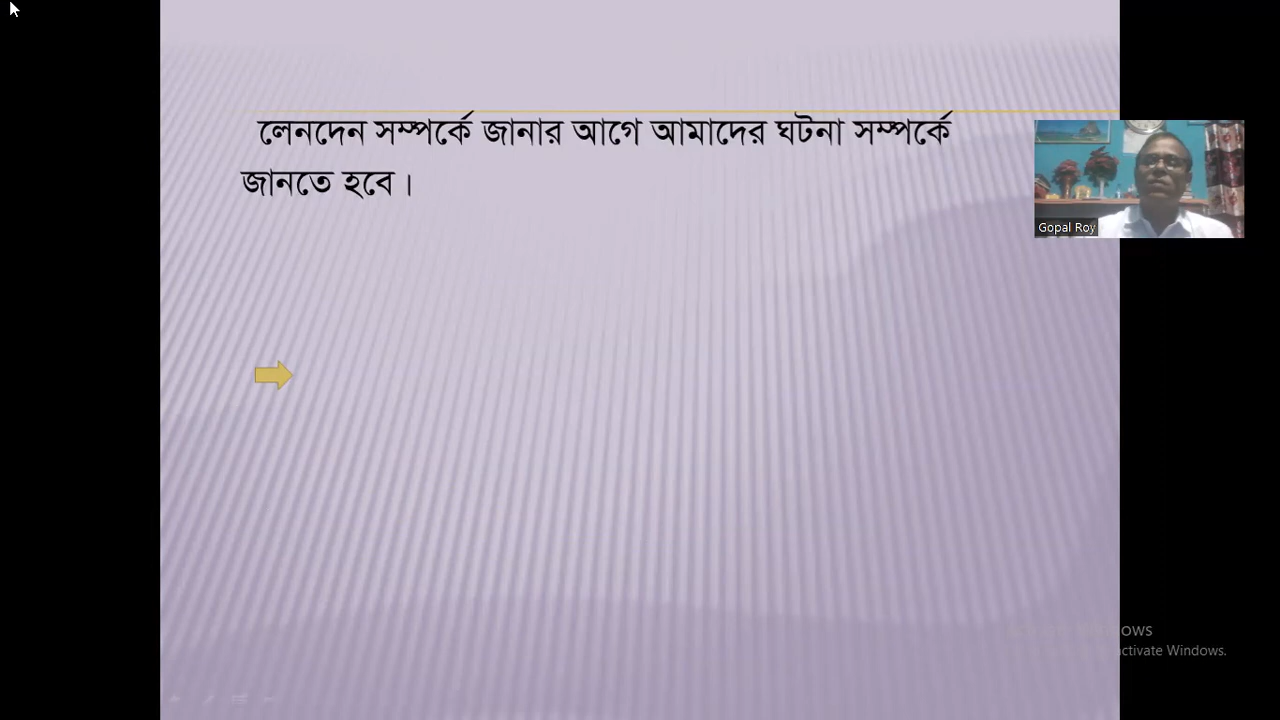 লেনদেন সম্পর্কে জানার আগে আমাদের ঘটনা সম্পর্কে
জানতে হবে।
Gopal Roy
ctivate Windows.